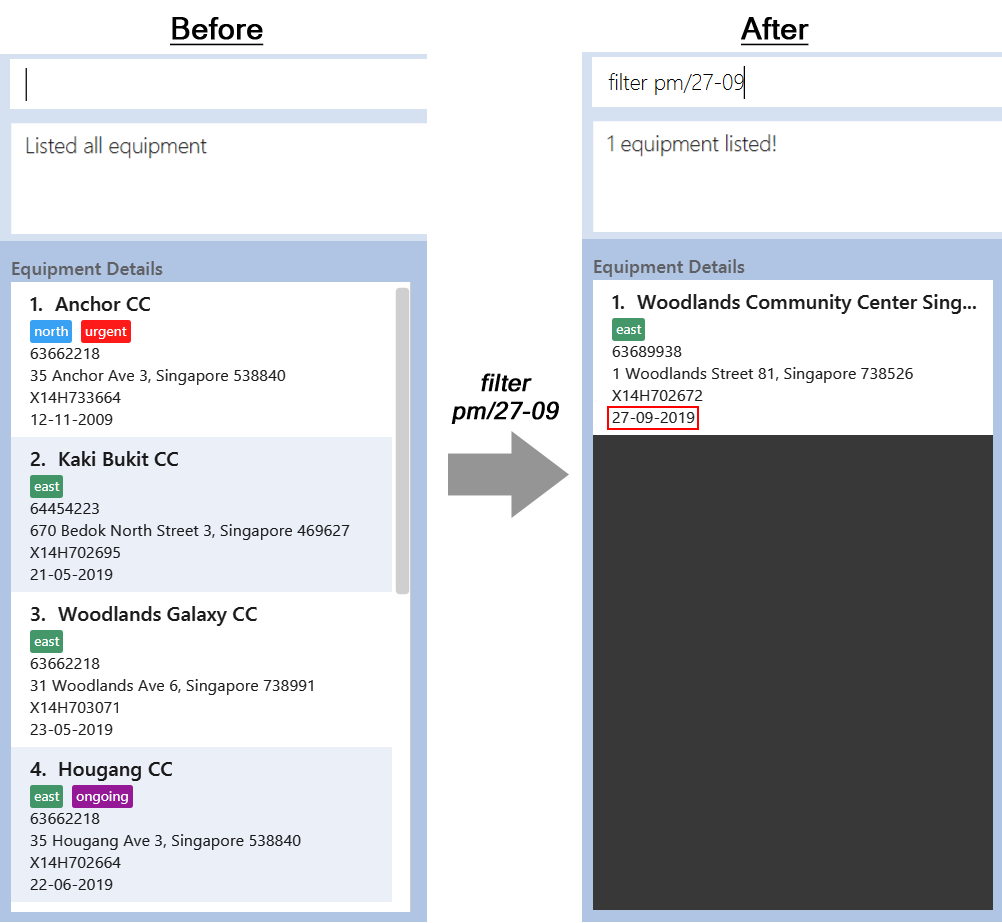 Before
Listed all equipment
Equipment Details
1. Anchor CC
north urgent
63662218
35 Anchor Ave 3, Singapore 538840
X14H733664
12-11-2009
2. Kaki Bukit CC
east
64454223
670 Bedok North Street 3, Singapore 469627
X14H702695
21-05-2019
3. Woodlands Galaxy CC
east
63662218
31 Woodlands Ave 6, Singapore 738991
X14H703071
23-05-2019
4. Hougang CC
east ongoing
63662218
35 Hougang Ave 3, Singapore 538840
X14H702664
22-06-2019
filter
pm/27-09
After
filter pm/27-09
1 equipment listed!
Equipment Details
1. Woodlands Community Center Sing...
east
63689938
1 Woodlands Street 81, Singapore 738526
X14H702672
27-09-2019